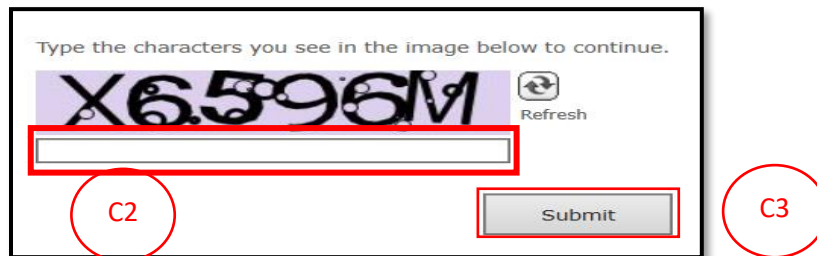 Type the characters you see in the image below to continue.
X6596M
Refresh
C2
Submit
C3